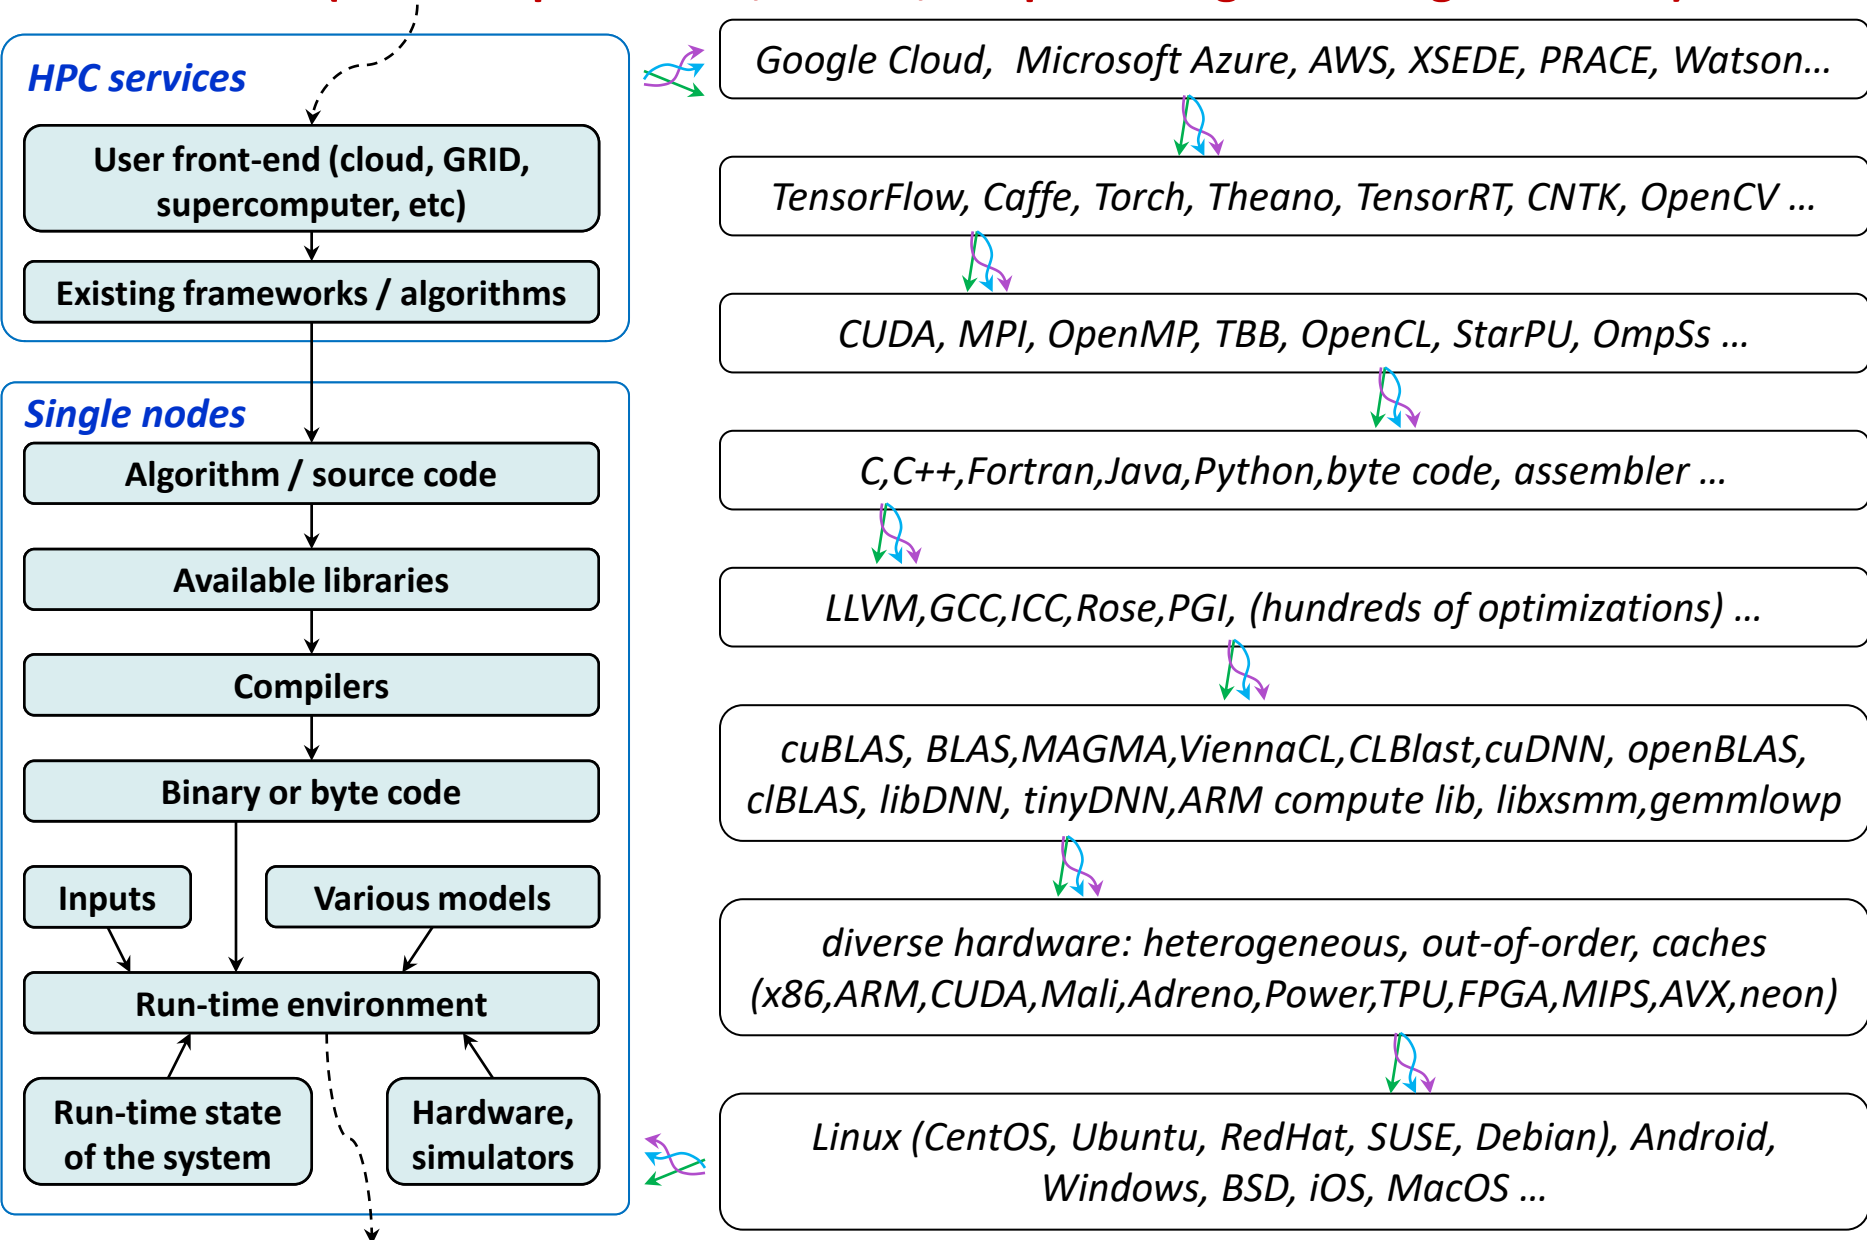 HPC services
User front-end (cloud, GRID,
supercomputer, etc)
Existing frameworks / algorithms
Single nodes
Algorithm / source code
Available libraries
Compilers
Binary or byte code
Inputs
Various models
Run-time environment
Run-time state
of the system
Hardware,
simulators
Google Cloud, Microsoft Azure, AWS, XSEDE, PRACE, Watson...
TensorFlow, Caffe, Torch, Theano, TensorRT, CNTK, OpenCV ...
CUDA, MPI, OpenMP, TBB, OpenCL, StarPU, OmpSs ...
C,C++,Fortran,Java,Python,byte code, assembler ...
LLVM,GCC,ICC,Rose,PGI, (hundreds of optimizations) ...
cuBLAS, BLAS,MAGMA,ViennaCL,CLBlast,cuDNN, openBLAS,
clBLAS, libDNN, tinyDNN,ARM compute lib, libxsmm,gemmlowp
diverse hardware: heterogeneous, out-of-order, caches
(x86,ARM,CUDA,Mali,Adreno,Power,TPU,FPGA,MIPS,AVX,neon)
Linux (CentOS, Ubuntu, RedHat, SUSE, Debian), Android,
Windows, BSD, iOS, MacOS ...